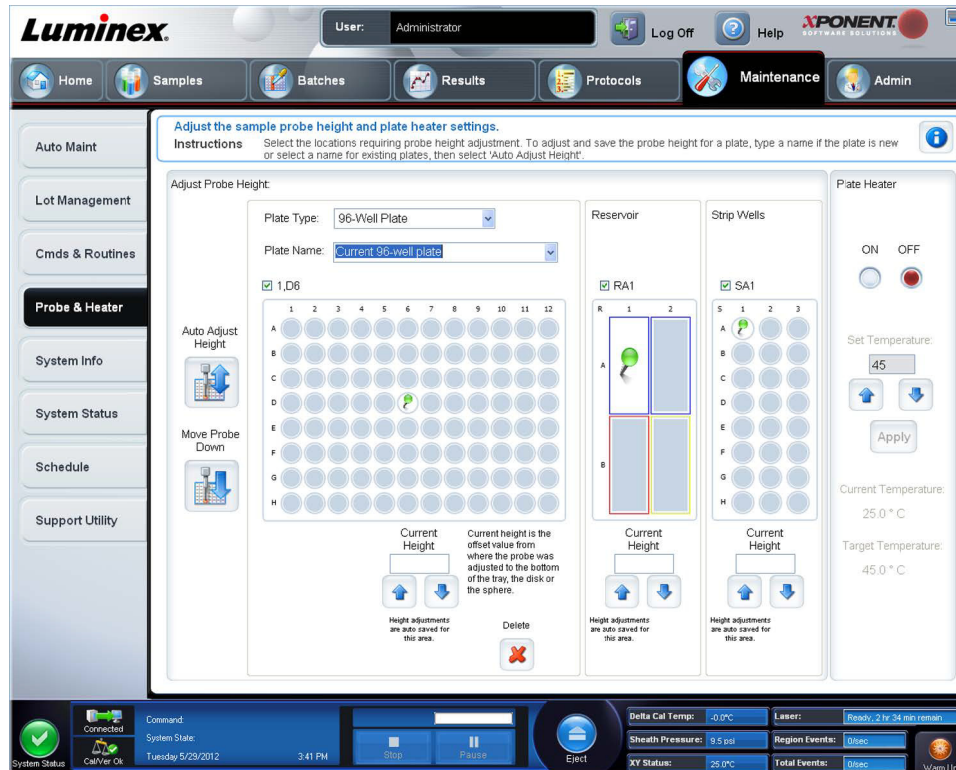 Luminex.
User: Administrator
Log Off
Help
XPONENT.
SOFTWARE SOLUTIONS
Home
Samples
Batches
Results
Protocols
Maintenance
Admin
Auto Maint
Lot Management
Cmds & Routines
Probe & Heater
System Info
System Status
Schedule
Support Utility
Adjust the sample probe height and plate heater settings.
Instructions
Select the locations requiring probe height adjustment. To adjust and save the probe height for a plate, type a name if the plate is new
or select a name for existing plates, then select 'Auto Adjust Height'.
Adjust Probe Height:
Auto Adjust
Height
Move Probe
Down
Plate Type: 96-Well Plate
Plate Name: Current 96-well plate
1,D6
1 2 3 4 5 6 7 8 9 10 11 12
A
B
C
D
E
F
G
H
Current
Height
Current height is the
offset value from
where the probe was
adjusted to the bottom
of the tray, the disk or
the sphere.
Height adjustments
are auto saved for
this area.
Delete
Reservoir
RA1
R 1 2
A
B
Current
Height
Height adjustments
are auto saved for
this area.
Strip Wells
SA1
S 1 2 3
A
B
C
D
E
F
G
H
Current
Height
Height adjustments
are auto saved for
this area.
Plate Heater
ON OFF
Set Temperature:
45
Apply
Current Temperature:
25.0 ° C
Target Temperature:
45.0 ° C
System Status
Connected
Cal/Ver Ok
Command:
System State:
Tuesday 5/29/2012 3:41 PM
Stop
Pause
Eject
Delta Cal Temp: -0.0°C
Sheath Pressure: 9.5 psi
XY Status: 25.0°C
Laser: Ready, 2 hr 34 min remain
Region Events: 0/sec
Total Events: 0/sec
Warm Up